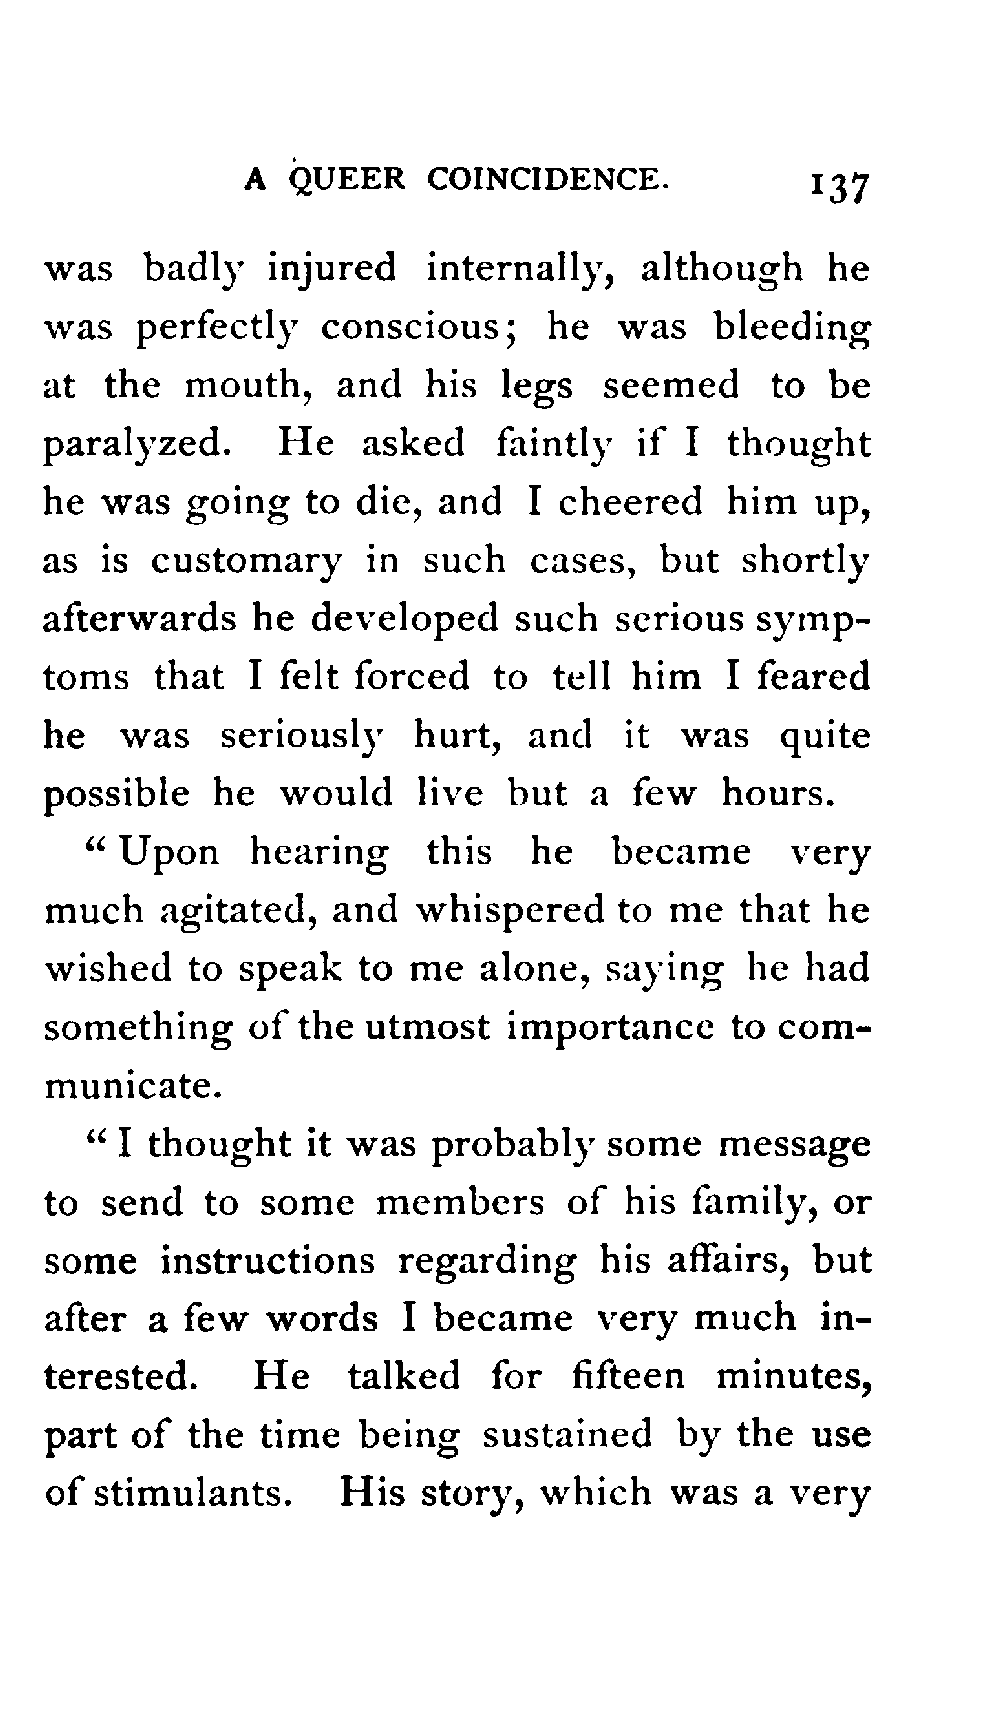 A QUEER COINCIDENCE. 137
was badly injured internally, although he
was perfectly conscious; he was bleeding
at the mouth, and his legs seemed to be
paralyzed. He asked faintly if I thought
he was going to die, and I cheered him up,
as is customary in such cases, but shortly
afterwards he developed such serious symp-
toms that I felt forced to tell him I feared
he was seriously hurt, and it was quite
possible he would live but a few hours.
“ Upon hearing this he became very
much agitated, and whispered to me that he
wished to speak to me alone, saying he had
something of the utmost importance to com-
municate.
“ I thought it was probably some message
to send to some members of his family, or
some instructions regarding his affairs, but
after a few words I became very much in-
terested. He talked for fifteen minutes,
part of the time being sustained by the use
of stimulants. His story, which was a very